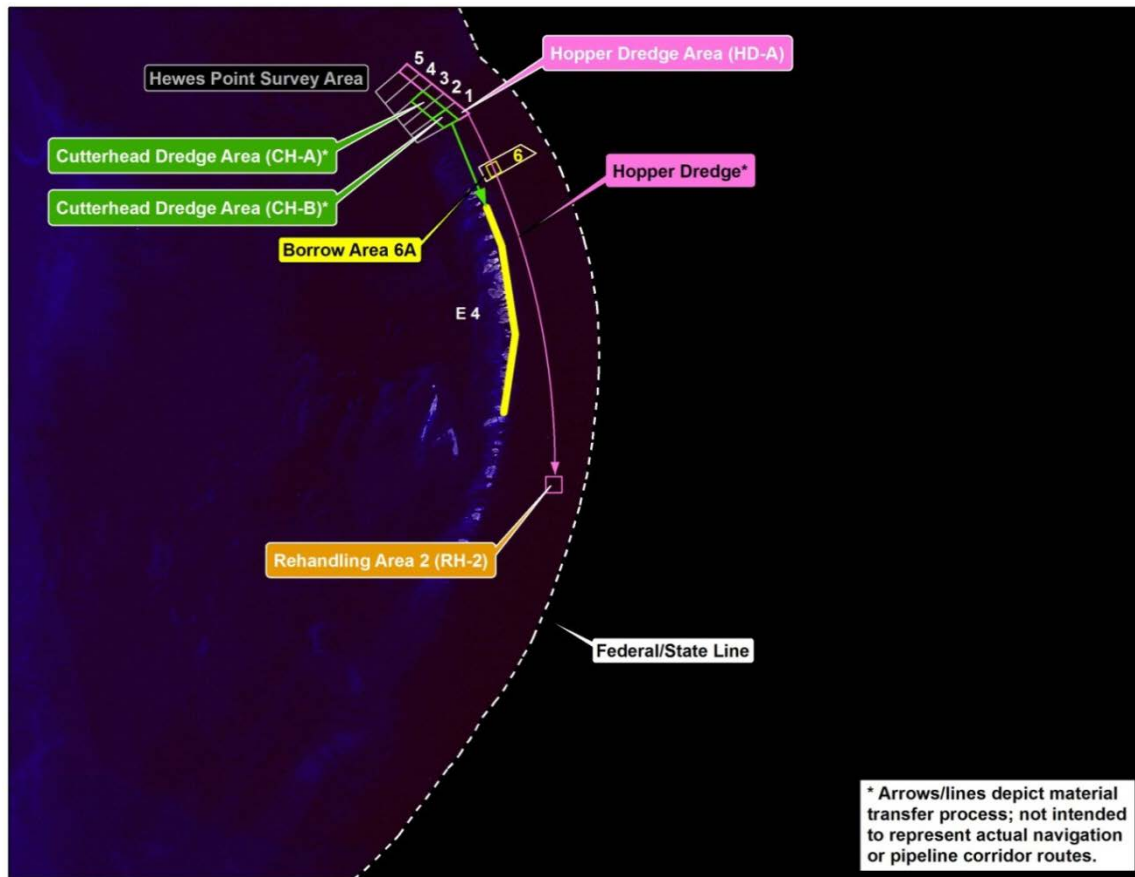 Hopper Dredge Area (HD-A)
Hewes Point Survey Area
5
4
3
2
1
Cutterhead Dredge Area (CH-A)*
6
Hopper Dredge*
Cutterhead Dredge Area (CH-B)*
Borrow Area 6A
E 4
Rehandling Area 2 (RH-2)
Federal/State Line
* Arrows/lines depict material
transfer process; not intended
to represent actual navigation
or pipeline corridor routes.